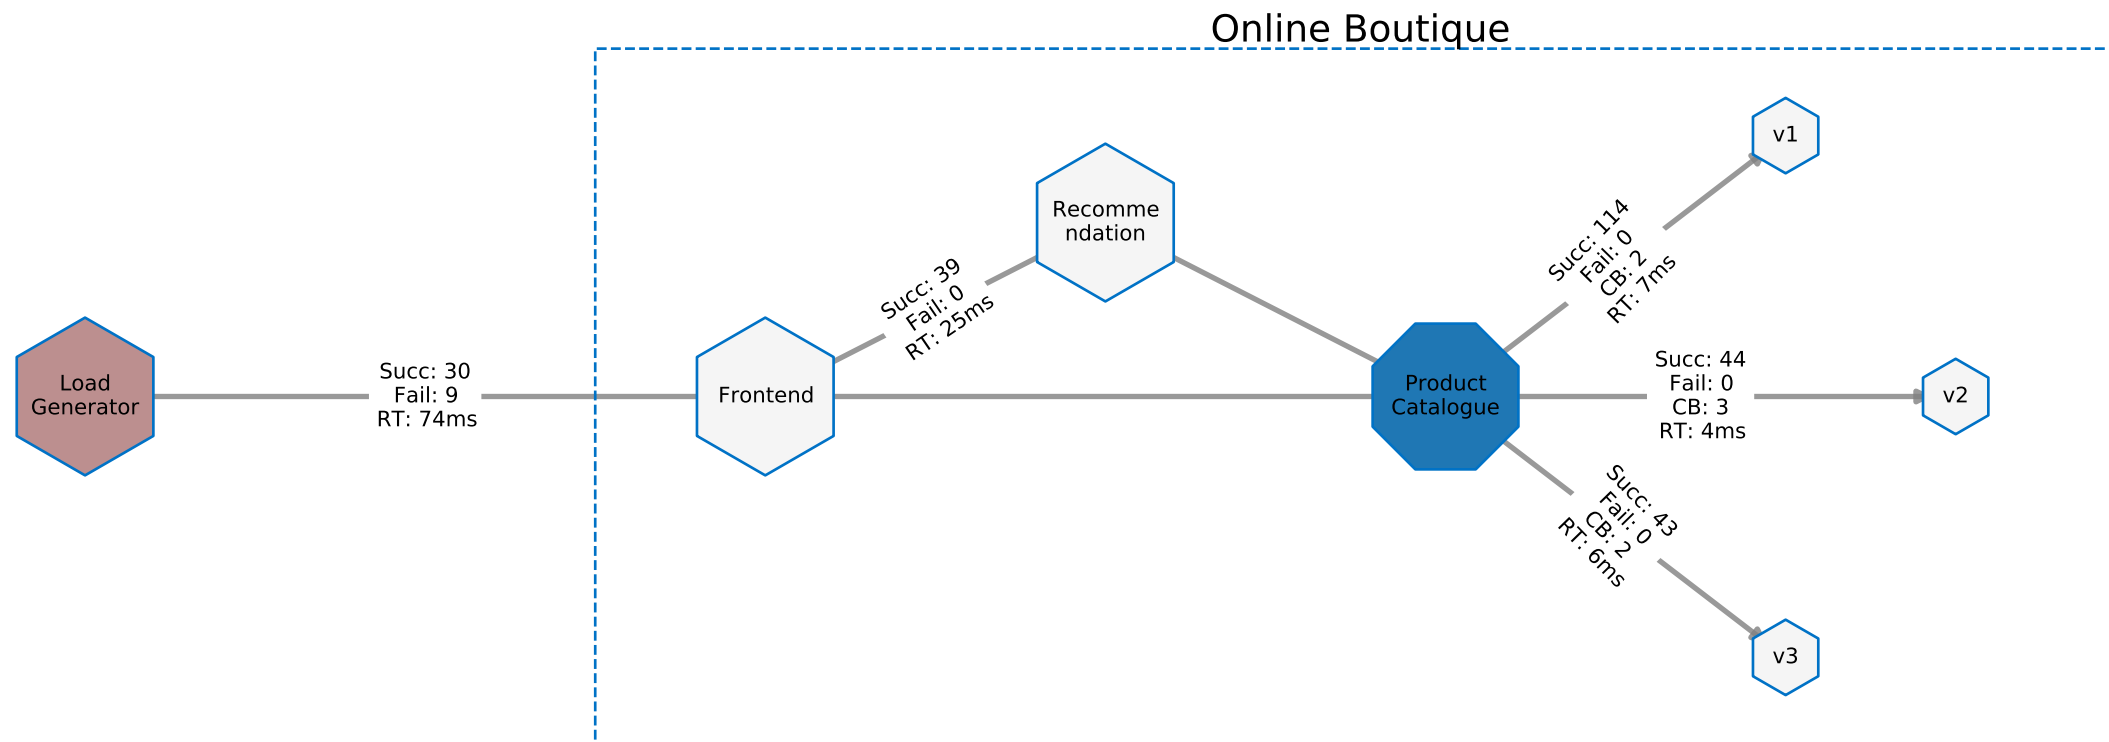 Online Boutique
v1
Recomme
ndation
Succ: 114
Fail: 0
CB: 2
RT: 7ms
Succ: 39
Fail: 0
RT: 25ms
Load
Generator
Succ: 30
Fail: 9
RT: 74ms
Frontend
Product
Catalogue
Succ: 44
Fail: 0
CB: 3
RT: 4ms
v2
Succ: 43
Fail: 0
CB: 2
RT: 6ms
v3